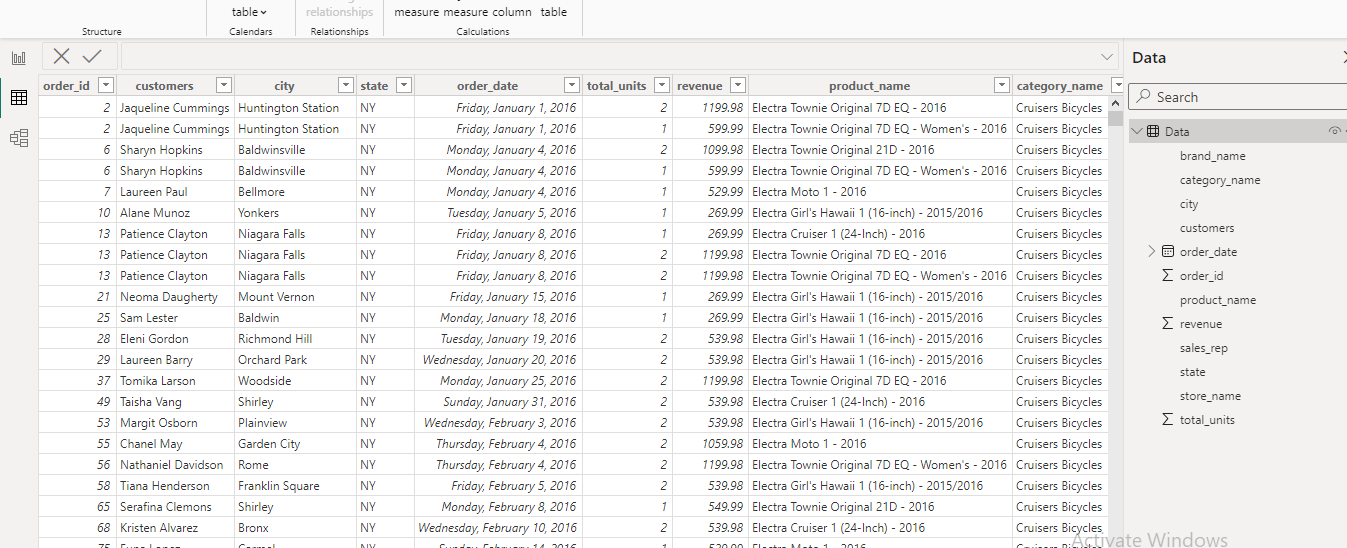 table
relationships
measure measure column table
Structure
Calendars
Relationships
Calculations
Data
order_id customers city state order_date total_units revenue product_name category_name
Search
2 Jaqueline Cummings Huntington Station NY Friday, January 1, 2016 2 1199.98 Electra Townie Original 7D EQ - 2016 Cruisers Bicycles
2 Jaqueline Cummings Huntington Station NY Friday, January 1, 2016 1 599.99 Electra Townie Original 7D EQ - Women's - 2016 Cruisers Bicycles
6 Sharyn Hopkins Baldwinsville NY Monday, January 4, 2016 2 1099.98 Electra Townie Original 21D - 2016 Cruisers Bicycles
6 Sharyn Hopkins Baldwinsville NY Monday, January 4, 2016 1 599.99 Electra Townie Original 7D EQ - Women's - 2016 Cruisers Bicycles
7 Laureen Paul Bellmore NY Monday, January 4, 2016 1 529.99 Electra Moto 1 - 2016 Cruisers Bicycles
10 Alane Munoz Yonkers NY Tuesday, January 5, 2016 1 269.99 Electra Girl's Hawaii 1 (16-inch) - 2015/2016 Cruisers Bicycles
13 Patience Clayton Niagara Falls NY Friday, January 8, 2016 1 269.99 Electra Cruiser 1 (24-Inch) - 2016 Cruisers Bicycles
13 Patience Clayton Niagara Falls NY Friday, January 8, 2016 2 1199.98 Electra Townie Original 7D EQ - 2016 Cruisers Bicycles
13 Patience Clayton Niagara Falls NY Friday, January 8, 2016 2 1199.98 Electra Townie Original 7D EQ - Women's - 2016 Cruisers Bicycles
21 Neoma Daugherty Mount Vernon NY Friday, January 15, 2016 1 269.99 Electra Girl's Hawaii 1 (16-inch) - 2015/2016 Cruisers Bicycles
25 Sam Lester Baldwin NY Monday, January 18, 2016 1 269.99 Electra Girl's Hawaii 1 (16-inch) - 2015/2016 Cruisers Bicycles
28 Eleni Gordon Richmond Hill NY Tuesday, January 19, 2016 2 539.98 Electra Girl's Hawaii 1 (16-inch) - 2015/2016 Cruisers Bicycles
29 Laureen Barry Orchard Park NY Wednesday, January 20, 2016 2 539.98 Electra Girl's Hawaii 1 (16-inch) - 2015/2016 Cruisers Bicycles
37 Tomika Larson Woodside NY Monday, January 25, 2016 2 1199.98 Electra Townie Original 7D EQ - 2016 Cruisers Bicycles
49 Taisha Vang Shirley NY Sunday, January 31, 2016 2 539.98 Electra Cruiser 1 (24-Inch) - 2016 Cruisers Bicycles
53 Margit Osborn Plainview NY Wednesday, February 3, 2016 2 539.98 Electra Girl's Hawaii 1 (16-inch) - 2015/2016 Cruisers Bicycles
55 Chanel May Garden City NY Thursday, February 4, 2016 2 1059.98 Electra Moto 1 - 2016 Cruisers Bicycles
56 Nathaniel Davidson Rome NY Thursday, February 4, 2016 2 1199.98 Electra Townie Original 7D EQ - Women's - 2016 Cruisers Bicycles
58 Tiana Henderson Franklin Square NY Friday, February 5, 2016 2 539.98 Electra Girl's Hawaii 1 (16-inch) - 2015/2016 Cruisers Bicycles
65 Serafina Clemons Shirley NY Monday, February 8, 2016 1 549.99 Electra Townie Original 21D - 2016 Cruisers Bicycles
68 Kristen Alvarez Bronx NY Wednesday, February 10, 2016 2 539.98 Electra Cruiser 1 (24-Inch) - 2016 Cruisers Bicycles
Data
brand_name
category_name
city
customers
order_date
order_id
product_name
revenue
sales_rep
state
store_name
total_units
Activate Windows